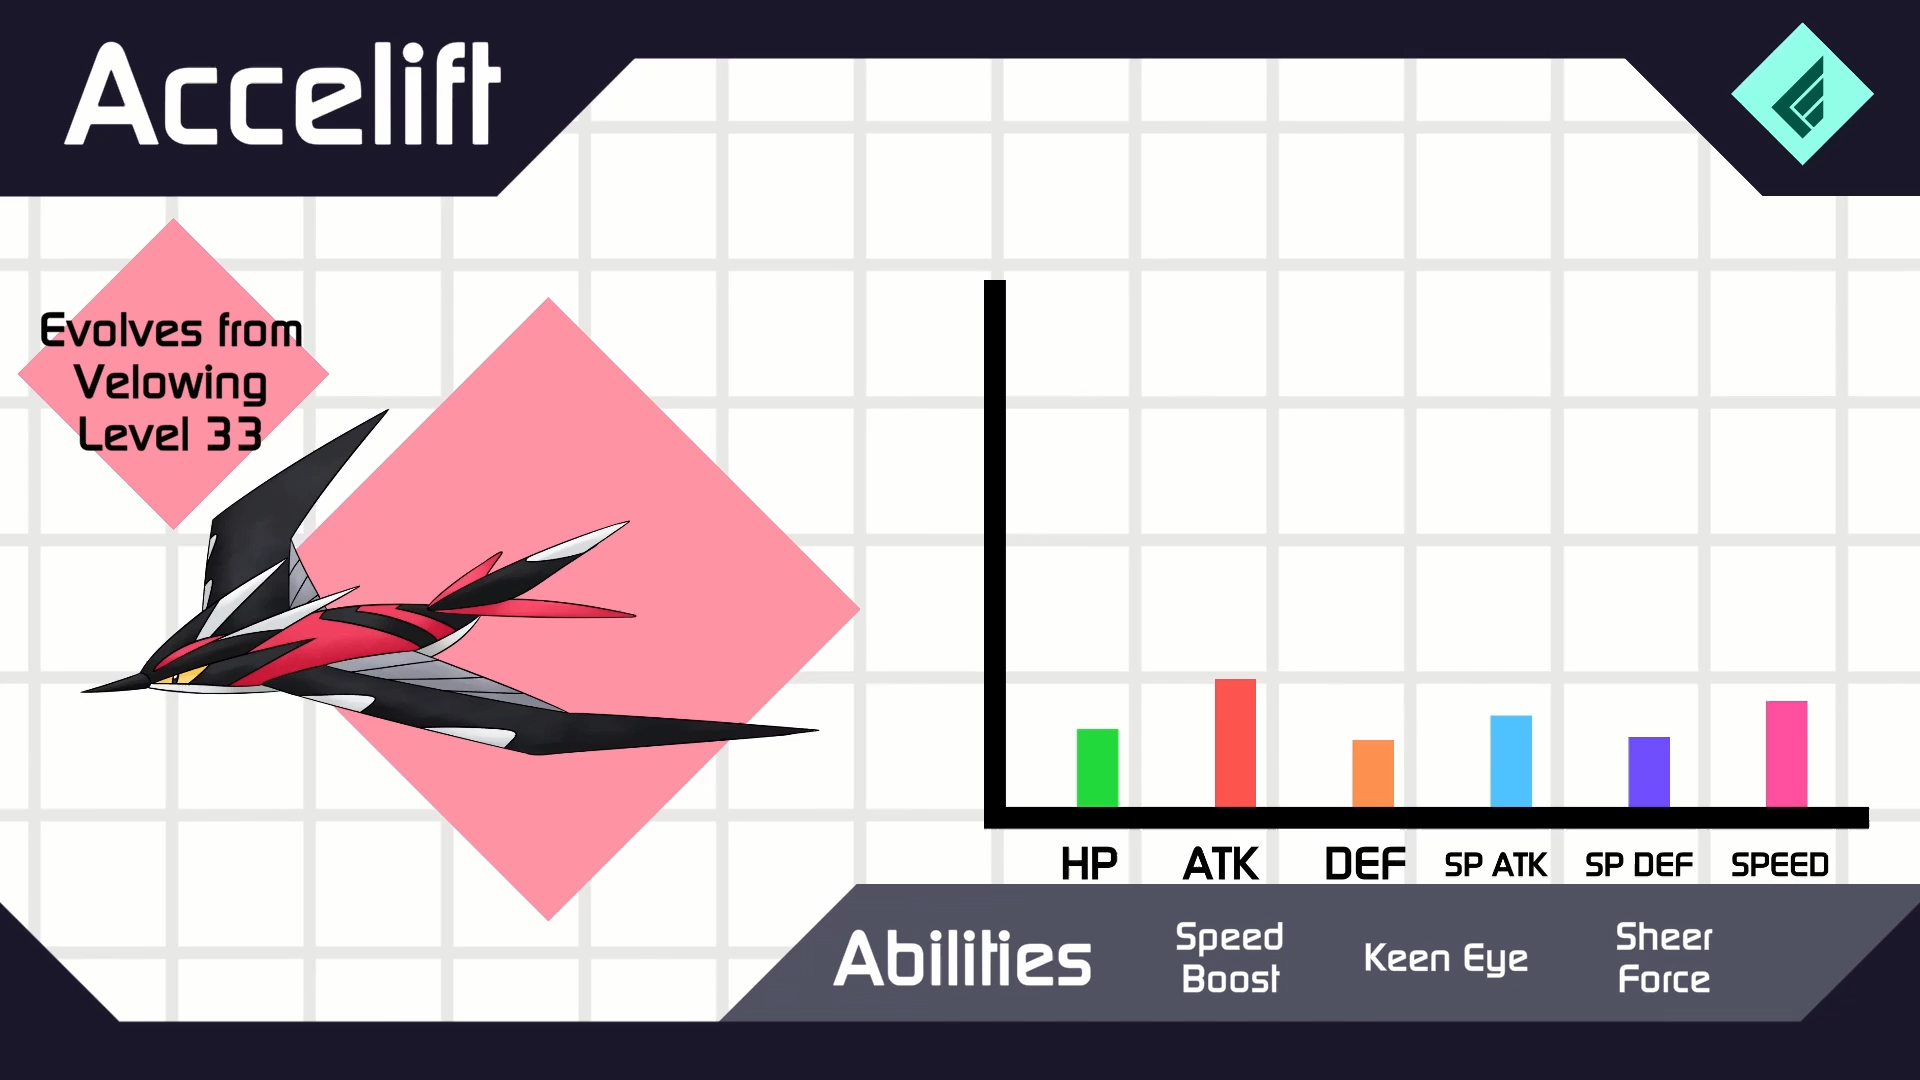 Accelift
Evolves from
Velowing
Level 33
HP
ATK
DEF
SP ATK
SP DEF
SPEED
Abilities
Speed
Boost
Keen Eye
Sheer
Force